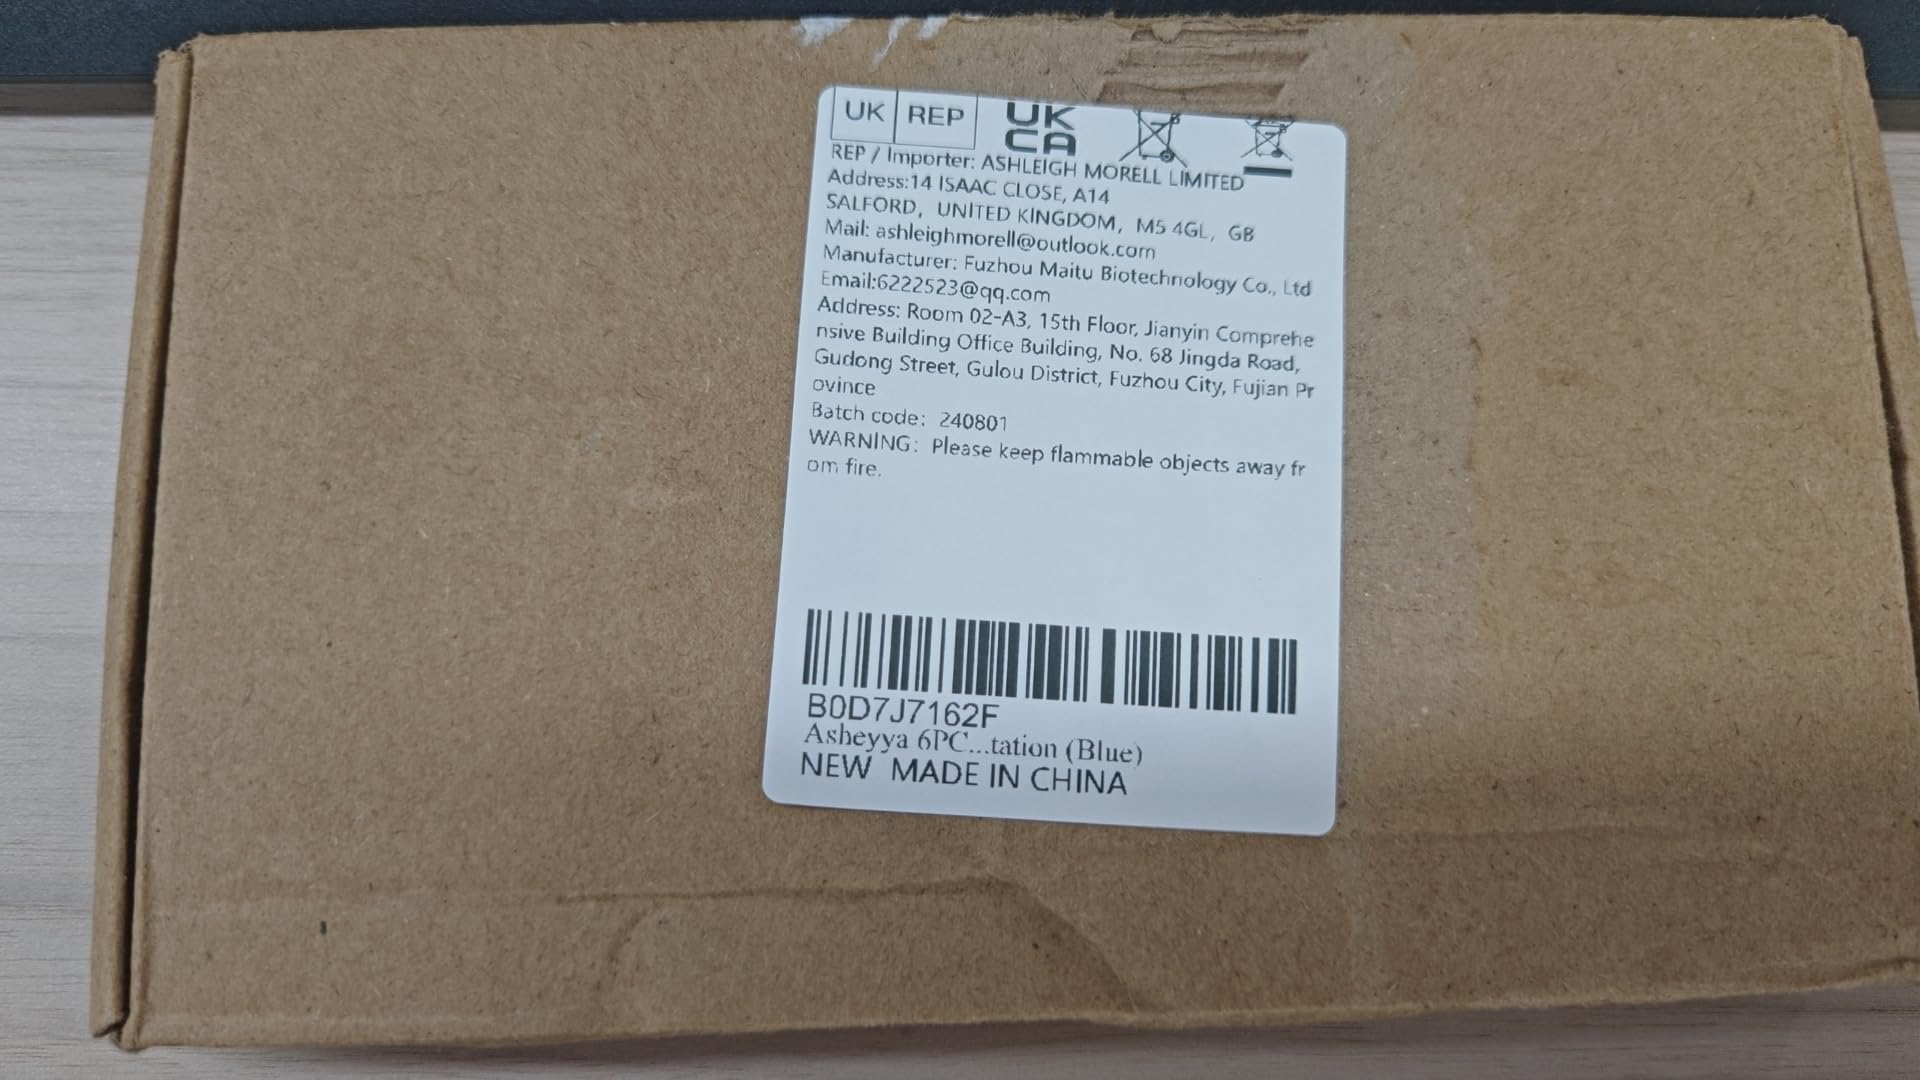 UK REP UK
CA
REP / Importer: ASHLEIGH MORELL LIMITED
Address:14 ISAAC CLOSE, A14
SALFORD, UNITED KINGDOM, M5 4GL, GB
Mail: ashleighmorell@outlook.com
Manufacturer: Fuzhou Maitu Biotechnology Co., Ltd
Email:6222523@qq.com
Address: Room 02-A3, 15th Floor, Jianyin Comprehe
nsive Building Office Building, No. 68 Jingda Road,
Gudong Street, Gulou District, Fuzhou City, Fujian Pr
ovince
Batch code: 240801
WARNING: Please keep flammable objects away fr
om fire.
B0D7J7162F
Asheyya 6PC...tation (Blue)
NEW MADE IN CHINA